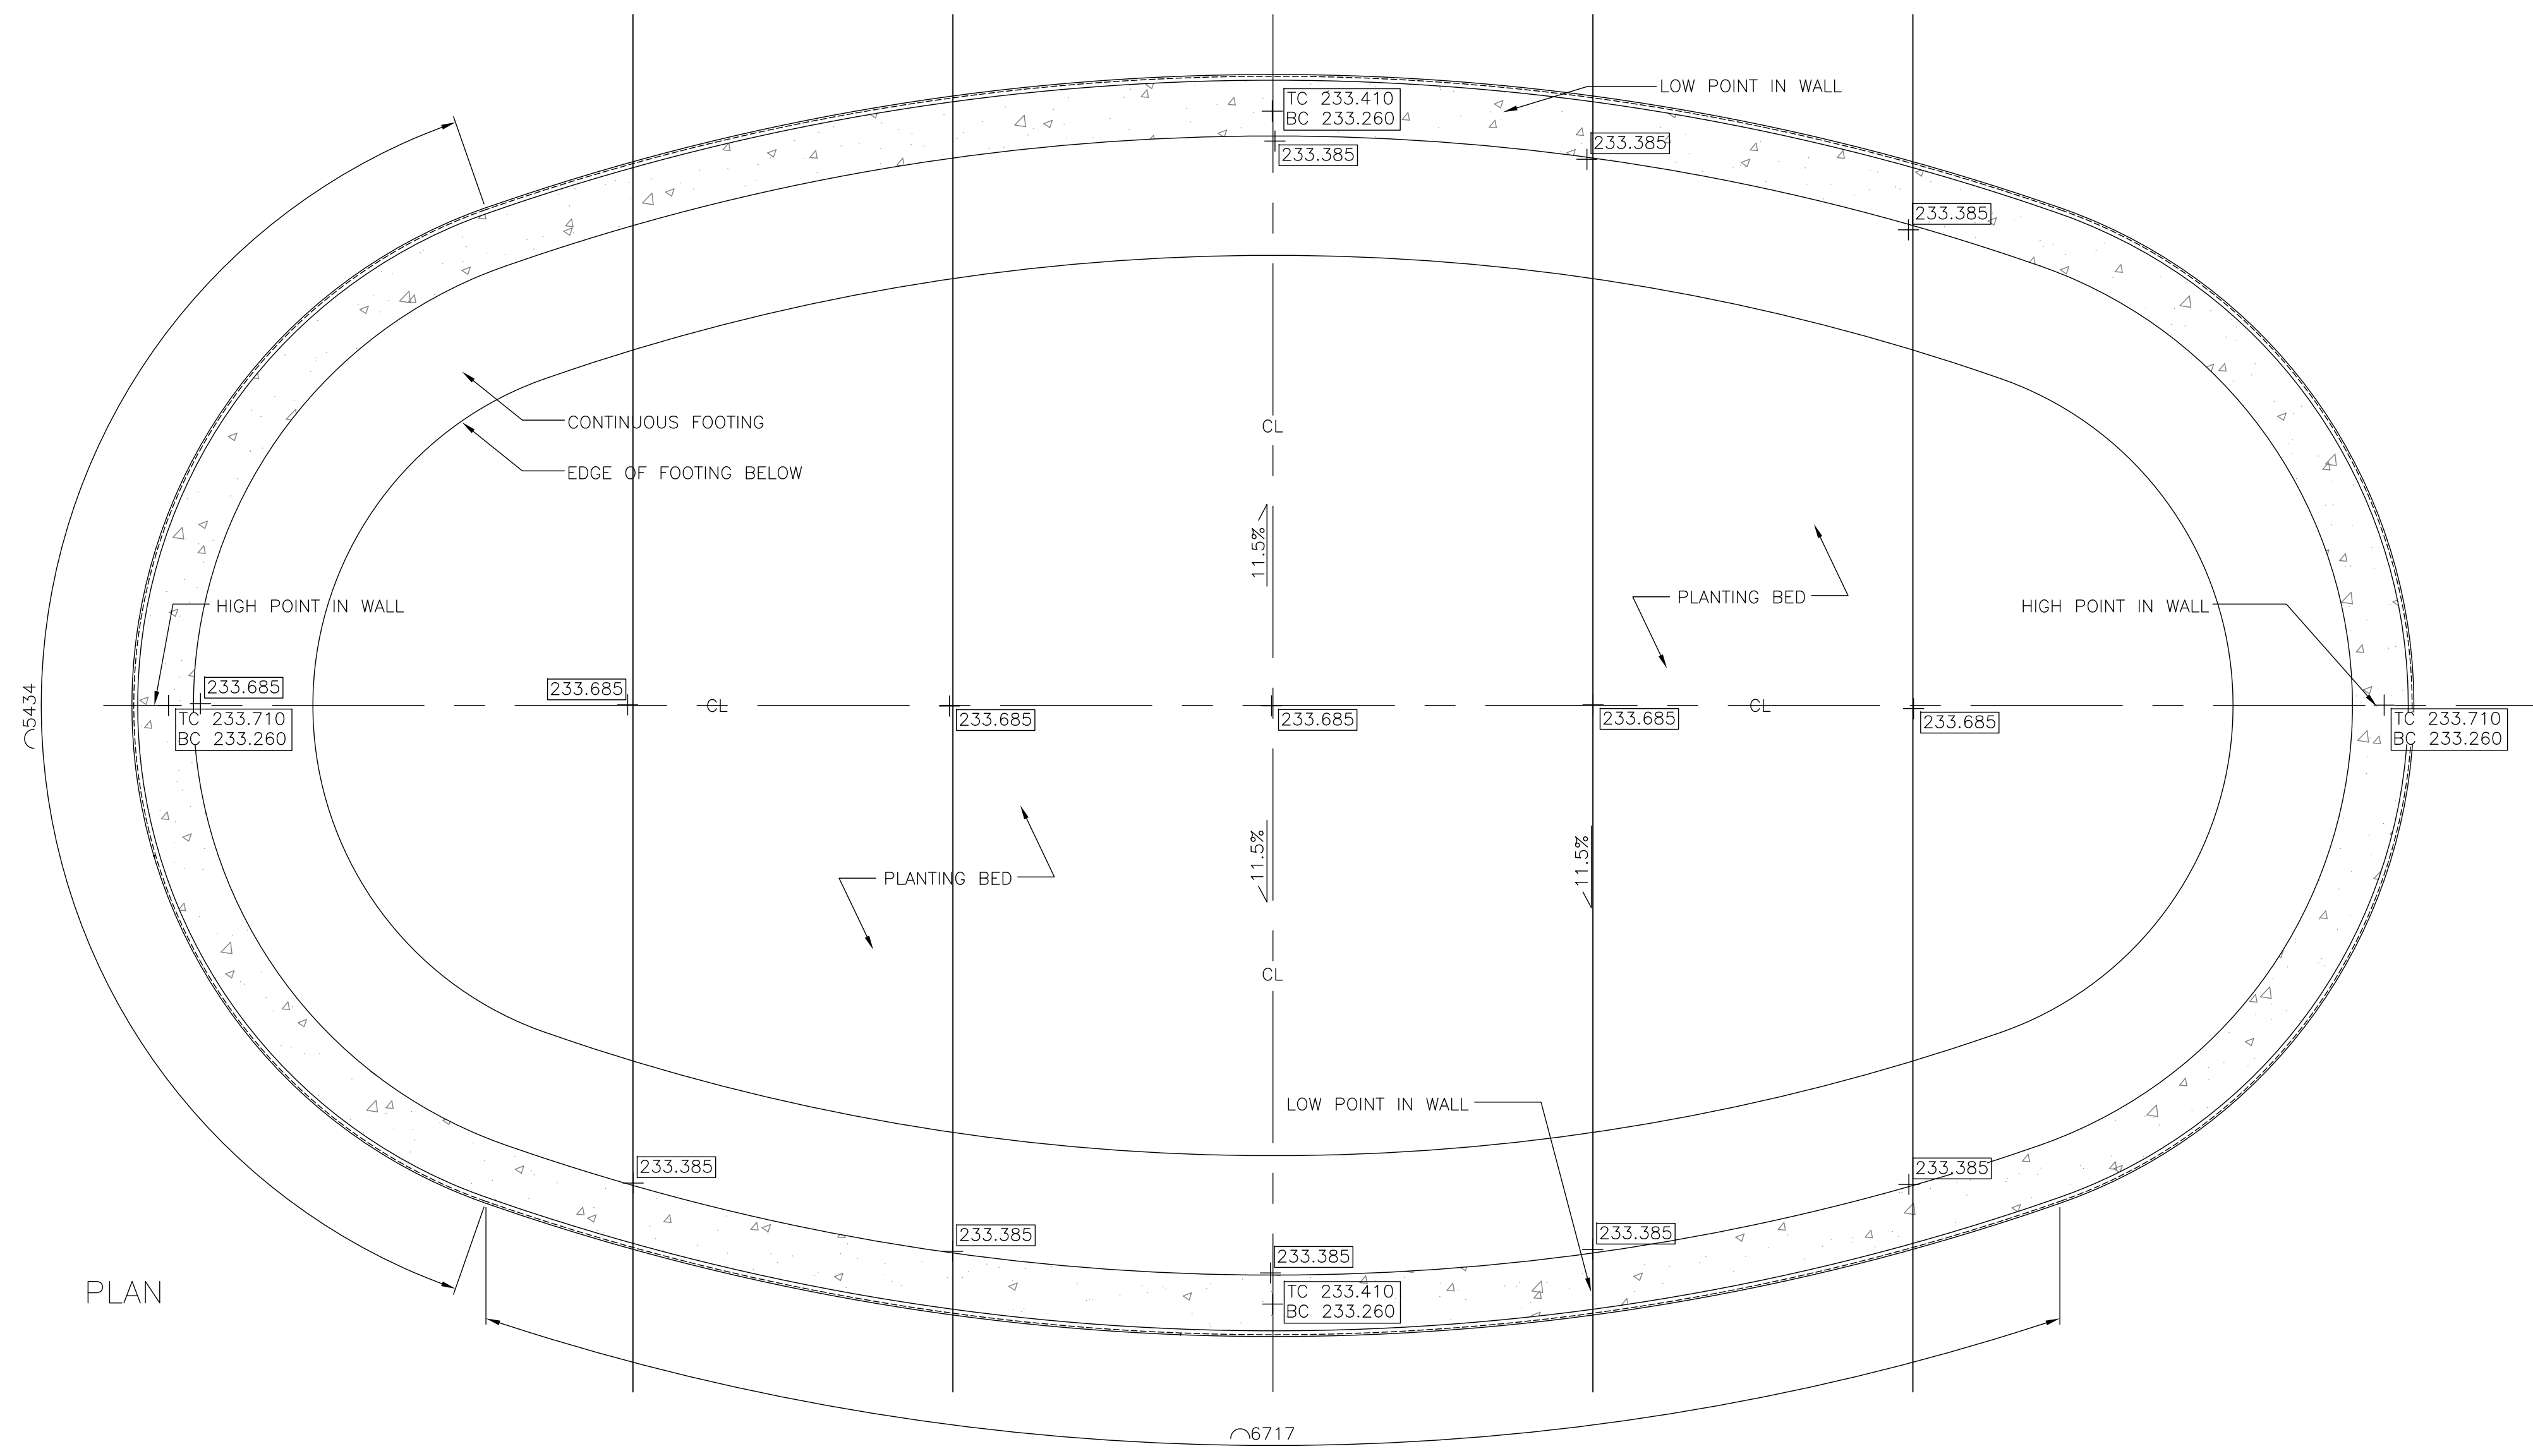 LOW POINT IN WALL
TC 233.410
BC 233.260
233.385
233.385
233.385
CONTINUOUS FOOTING
CL
EDGE OF FOOTING BELOW
11.5%
PLANTING BED
HIGH POINT IN WALL
HIGH POINT IN WALL
233.685
233.685
CL
CL
5434
TC 233.710
BC 233.260
233.685
233.685
233.685
233.685
TC 233.710
BC 233.260
11.5%
11.5%
PLANTING BED
CL
LOW POINT IN WALL
233.385
233.385
233.385
233.385
233.385
TC 233.410
BC 233.260
PLAN
6717